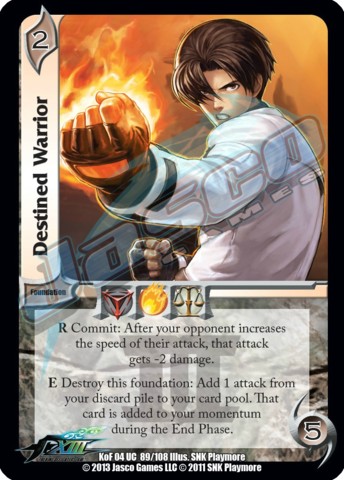 2
Destined Warrior
Jasco
GAMES
Foundation
R Commit: After your opponent increases
the speed of their attack, that attack
gets -2 damage.
E Destroy this foundation: Add 1 attack from
your discard pile to your card pool. That
card is added to your momentum
during the End Phase.
XIII
5
KoF 04 UC 89/108 Illus. SNK Playmore
© 2013 Jasco Games LLC © 2011 SNK Playmore